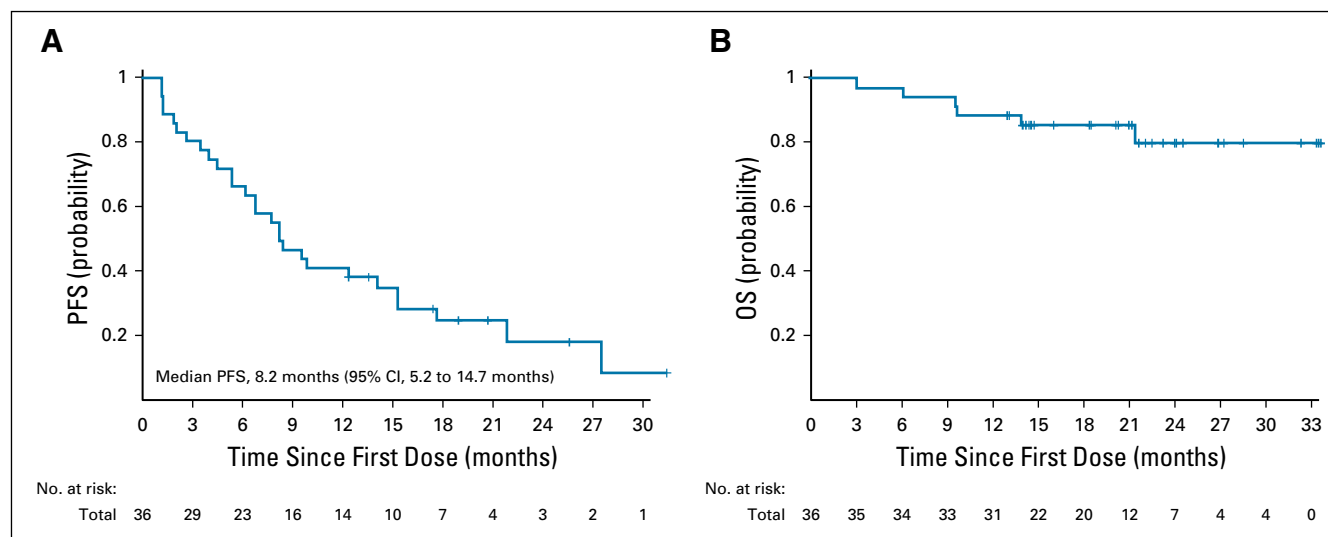 A
1
0.8
0.6
0.4
0.2
PFS (probability)
Median PFS, 8.2 months (95% CI, 5.2 to 14.7 months)
0 3 6 9 12 15 18 21 24 27 30
Time Since First Dose (months)
No. at risk:
Total 36 29 23 16 14 10 7 4 3 2 1
B
1
0.8
0.6
0.4
0.2
OS (probability)
0 3 6 9 12 15 18 21 24 27 30 33
Time Since First Dose (months)
No. at risk:
Total 36 35 34 33 31 22 20 12 7 4 4 0